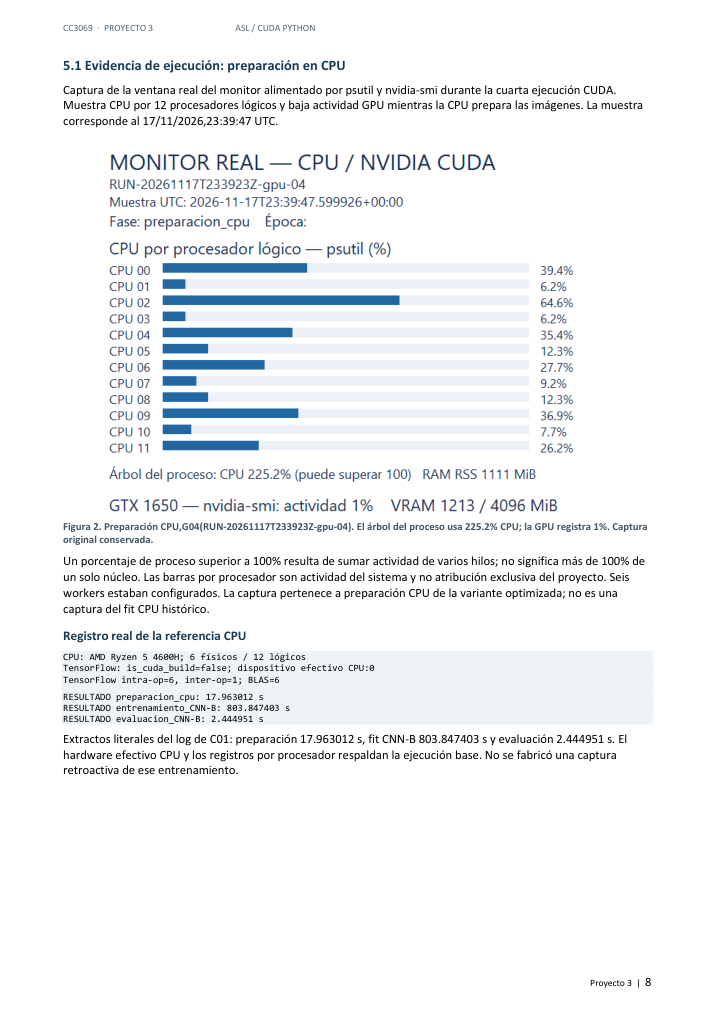 CC3069 · PROYECTO 3 ASL / CUDA PYTHON
5.1 Evidencia de ejecución: preparación en CPU
Captura de la ventana real del monitor alimentado por psutil y nvidia-smi durante la cuarta ejecución CUDA.
Muestra CPU por 12 procesadores lógicos y baja actividad GPU mientras la CPU prepara las imágenes. La muestra
corresponde al 17/11/2026,23:39:47 UTC.
MONITOR REAL — CPU / NVIDIA CUDA
RUN-20261117T233923Z-gpu-04
Muestra UTC: 2026-11-17T23:39:47.599926+00:00
Fase: preparacion_cpu Época:
CPU por procesador lógico — psutil (%)
CPU 00 39.4%
CPU 01 6.2%
CPU 02 64.6%
CPU 03 6.2%
CPU 04 35.4%
CPU 05 12.3%
CPU 06 27.7%
CPU 07 9.2%
CPU 08 12.3%
CPU 09 36.9%
CPU 10 7.7%
CPU 11 26.2%
Árbol del proceso: CPU 225.2% (puede superar 100) RAM RSS 1111 MiB
GTX 1650 — nvidia-smi: actividad 1% VRAM 1213 / 4096 MiB
Figura 2. Preparación CPU,G04(RUN-20261117T233923Z-gpu-04). El árbol del proceso usa 225.2% CPU; la GPU registra 1%. Captura
original conservada.
Un porcentaje de proceso superior a 100% resulta de sumar actividad de varios hilos; no significa más de 100% de
un solo núcleo. Las barras por procesador son actividad del sistema y no atribución exclusiva del proyecto. Seis
workers estaban configurados. La captura pertenece a preparación CPU de la variante optimizada; no es una
captura del fit CPU histórico.
Registro real de la referencia CPU
CPU: AMD Ryzen 5 4600H; 6 físicos / 12 lógicos
TensorFlow: is_cuda_build=false; dispositivo efectivo CPU:0
TensorFlow intra-op=6, inter-op=1; BLAS=6
RESULTADO preparacion_cpu: 17.963012 s
RESULTADO entrenamiento_CNN-B: 803.847403 s
RESULTADO evaluacion_CNN-B: 2.444951 s
Extractos literales del log de C01: preparación 17.963012 s, fit CNN-B 803.847403 s y evaluación 2.444951 s. El
hardware efectivo CPU y los registros por procesador respaldan la ejecución base. No se fabricó una captura
retroactiva de ese entrenamiento.
Proyecto 3 | 8